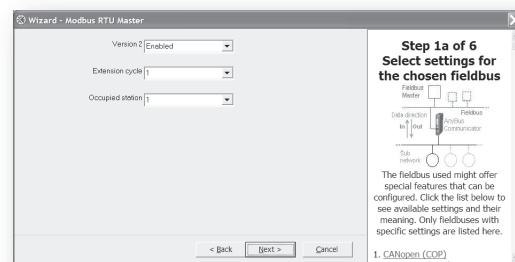 Wizard - Modbus RTU Master
Version 2 Enabled
Extension cycle 1
Occupied station 1
< Back
Next >
Cancel
Step 1a of 6
Select settings for
the chosen fieldbus
Fieldbus
Master
Data direction
Fieldbus
In Out
AnyBus
Communicator
Sub
network
The fieldbus used might offer
special features that can be
configured. Click the list below to
see available settings and their
meaning. Only fieldbuses with
specific settings are listed here.
1. CANopen (COP)